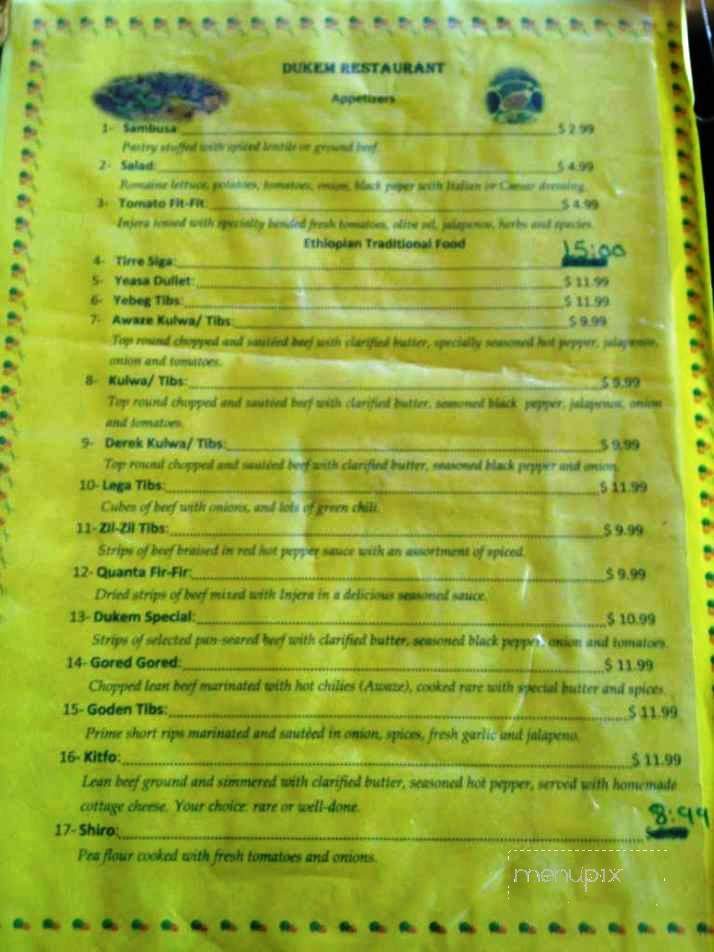 DUKEM RESTAURANT
Appetizers
1- Sambusa: $ 2.99
Pastry stuffed with spiced lentils or ground beef.
2- Salad: $ 4.99
Romaine lettuce, potatoes, tomatoes, onion, black peper with Italian or Caesar dressing.
3- Tomato Fit-Fit: $ 4.99
Injera tossed with specialty bended fresh tomatoes, olive oil, jalapenos, herbs and species.
Ethiopian Traditional Food
4- Tirre Siga: 15:00
5- Yeasa Dullet: $ 11.99
6- Yebeg Tibs: $ 11.99
7- Awaze Kulwa/ Tibs: $ 9.99
Top round chopped and sautéed beef with clarified butter, specially seasoned hot pepper, jalapenos,
onion and tomatoes.
8- Kulwa/ Tibs: $ 9.99
Top round chopped and sautéed beef with clarified butter, seasoned black pepper, jalapenos, onion
and tomatoes.
9- Derek Kulwa/ Tibs: $ 9.99
Top round chopped and sautéed beef with clarified butter, seasoned black pepper and onion.
10- Lega Tibs: $ 11.99
Cubes of beef with onions, and lots of green chili.
11- Zil-Zil Tibs: $ 9.99
Strips of beef braised in red hot pepper sauce with an assortment of spiced.
12- Quanta Fir-Fir: $ 9.99
Dried strips of beef mixed with Injera in a delicious seasoned sauce.
13- Dukem Special: $ 10.99
Strips of selected pan-seared beef with clarified butter, seasoned black pepper, onion and tomatoes.
14- Gored Gored: $ 11.99
Chopped lean beef marinated with hot chilies (Awaze), cooked rare with special butter and spices.
15- Goden Tibs: $ 11.99
Prime short rips marinated and sautéed in onion, spices, fresh garlic and jalapeno.
16- Kitfo: $ 11.99
Lean beef ground and simmered with clarified butter, seasoned hot pepper, served with homemade
cottage cheese. Your choice: rare or well-done.
17- Shiro: 8:99
Pea flour cooked with fresh tomatoes and onions.
menupix